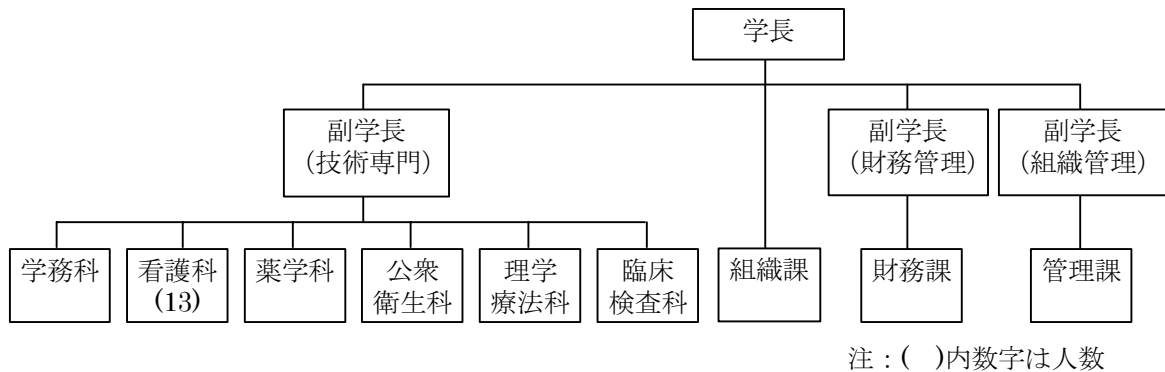 学長
副学長
（技術専門）
副学長
（財務管理）
副学長
（組織管理）
学務科
看護科
(13)
薬学科
公衆
衛生科
理学
療法科
臨床
検査科
組織課
財務課
管理課
注：(　)内数字は人数